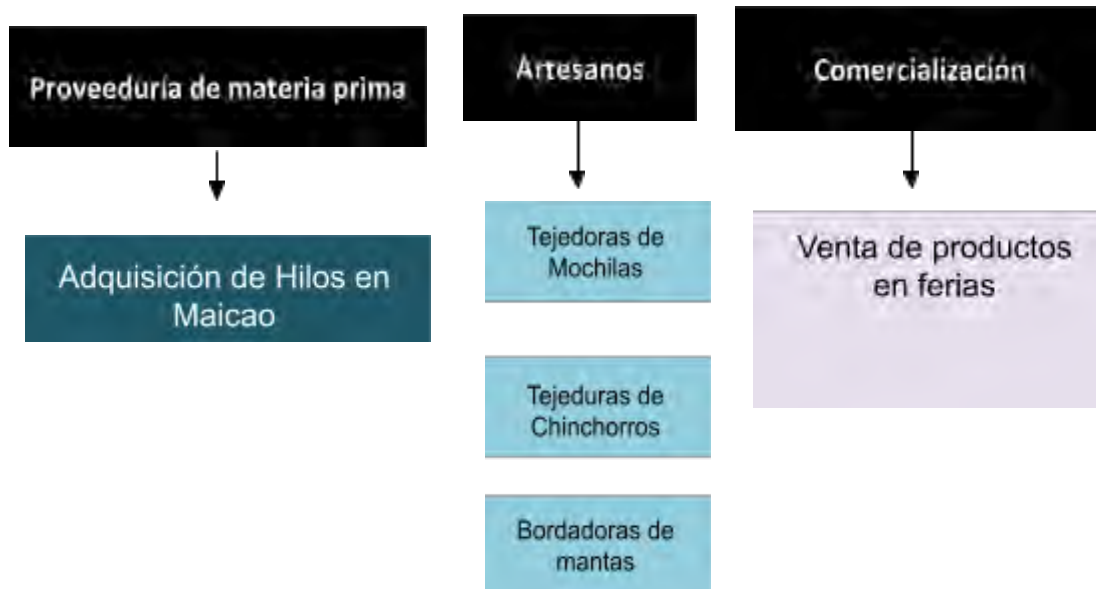 Proveeduría de materia prima
Adquisición de Hilos en
Maicao
Artesanos
Tejedoras de
Mochilas
Tejeduras de
Chinchorros
Bordadoras de
mantas
Comercialización
Venta de productos
en ferias